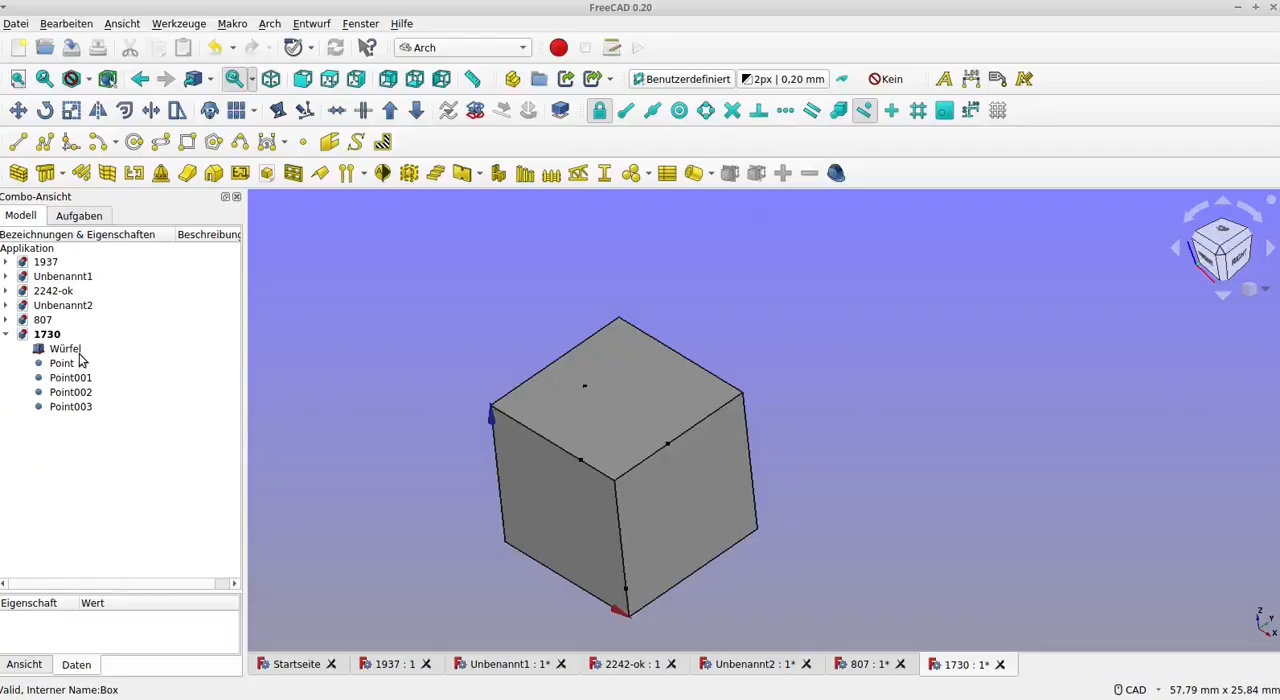 FreeCAD 0.20
Datei Bearbeiten Ansicht Werkzeuge Makro Arch Entwurf Fenster Hilfe
Arch
Benutzerdefiniert 2px | 0,20 mm Kein
Combo-Ansicht
Modell Aufgaben
Bezeichnungen & Eigenschaften Beschreibung
Applikation
1937
Unbenannt1
2242-ok
Unbenannt2
807
1730
Würfel
Point
Point001
Point002
Point003
RIGHT
Z
Y
X
Eigenschaft Wert
Ansicht Daten
Startseite 1937 : 1 Unbenannt1 : 1* 2242-ok : 1 Unbenannt2 : 1* 807 : 1* 1730 : 1*
Valid, Interner Name:Box CAD 57,79 mm x 25,84 mm